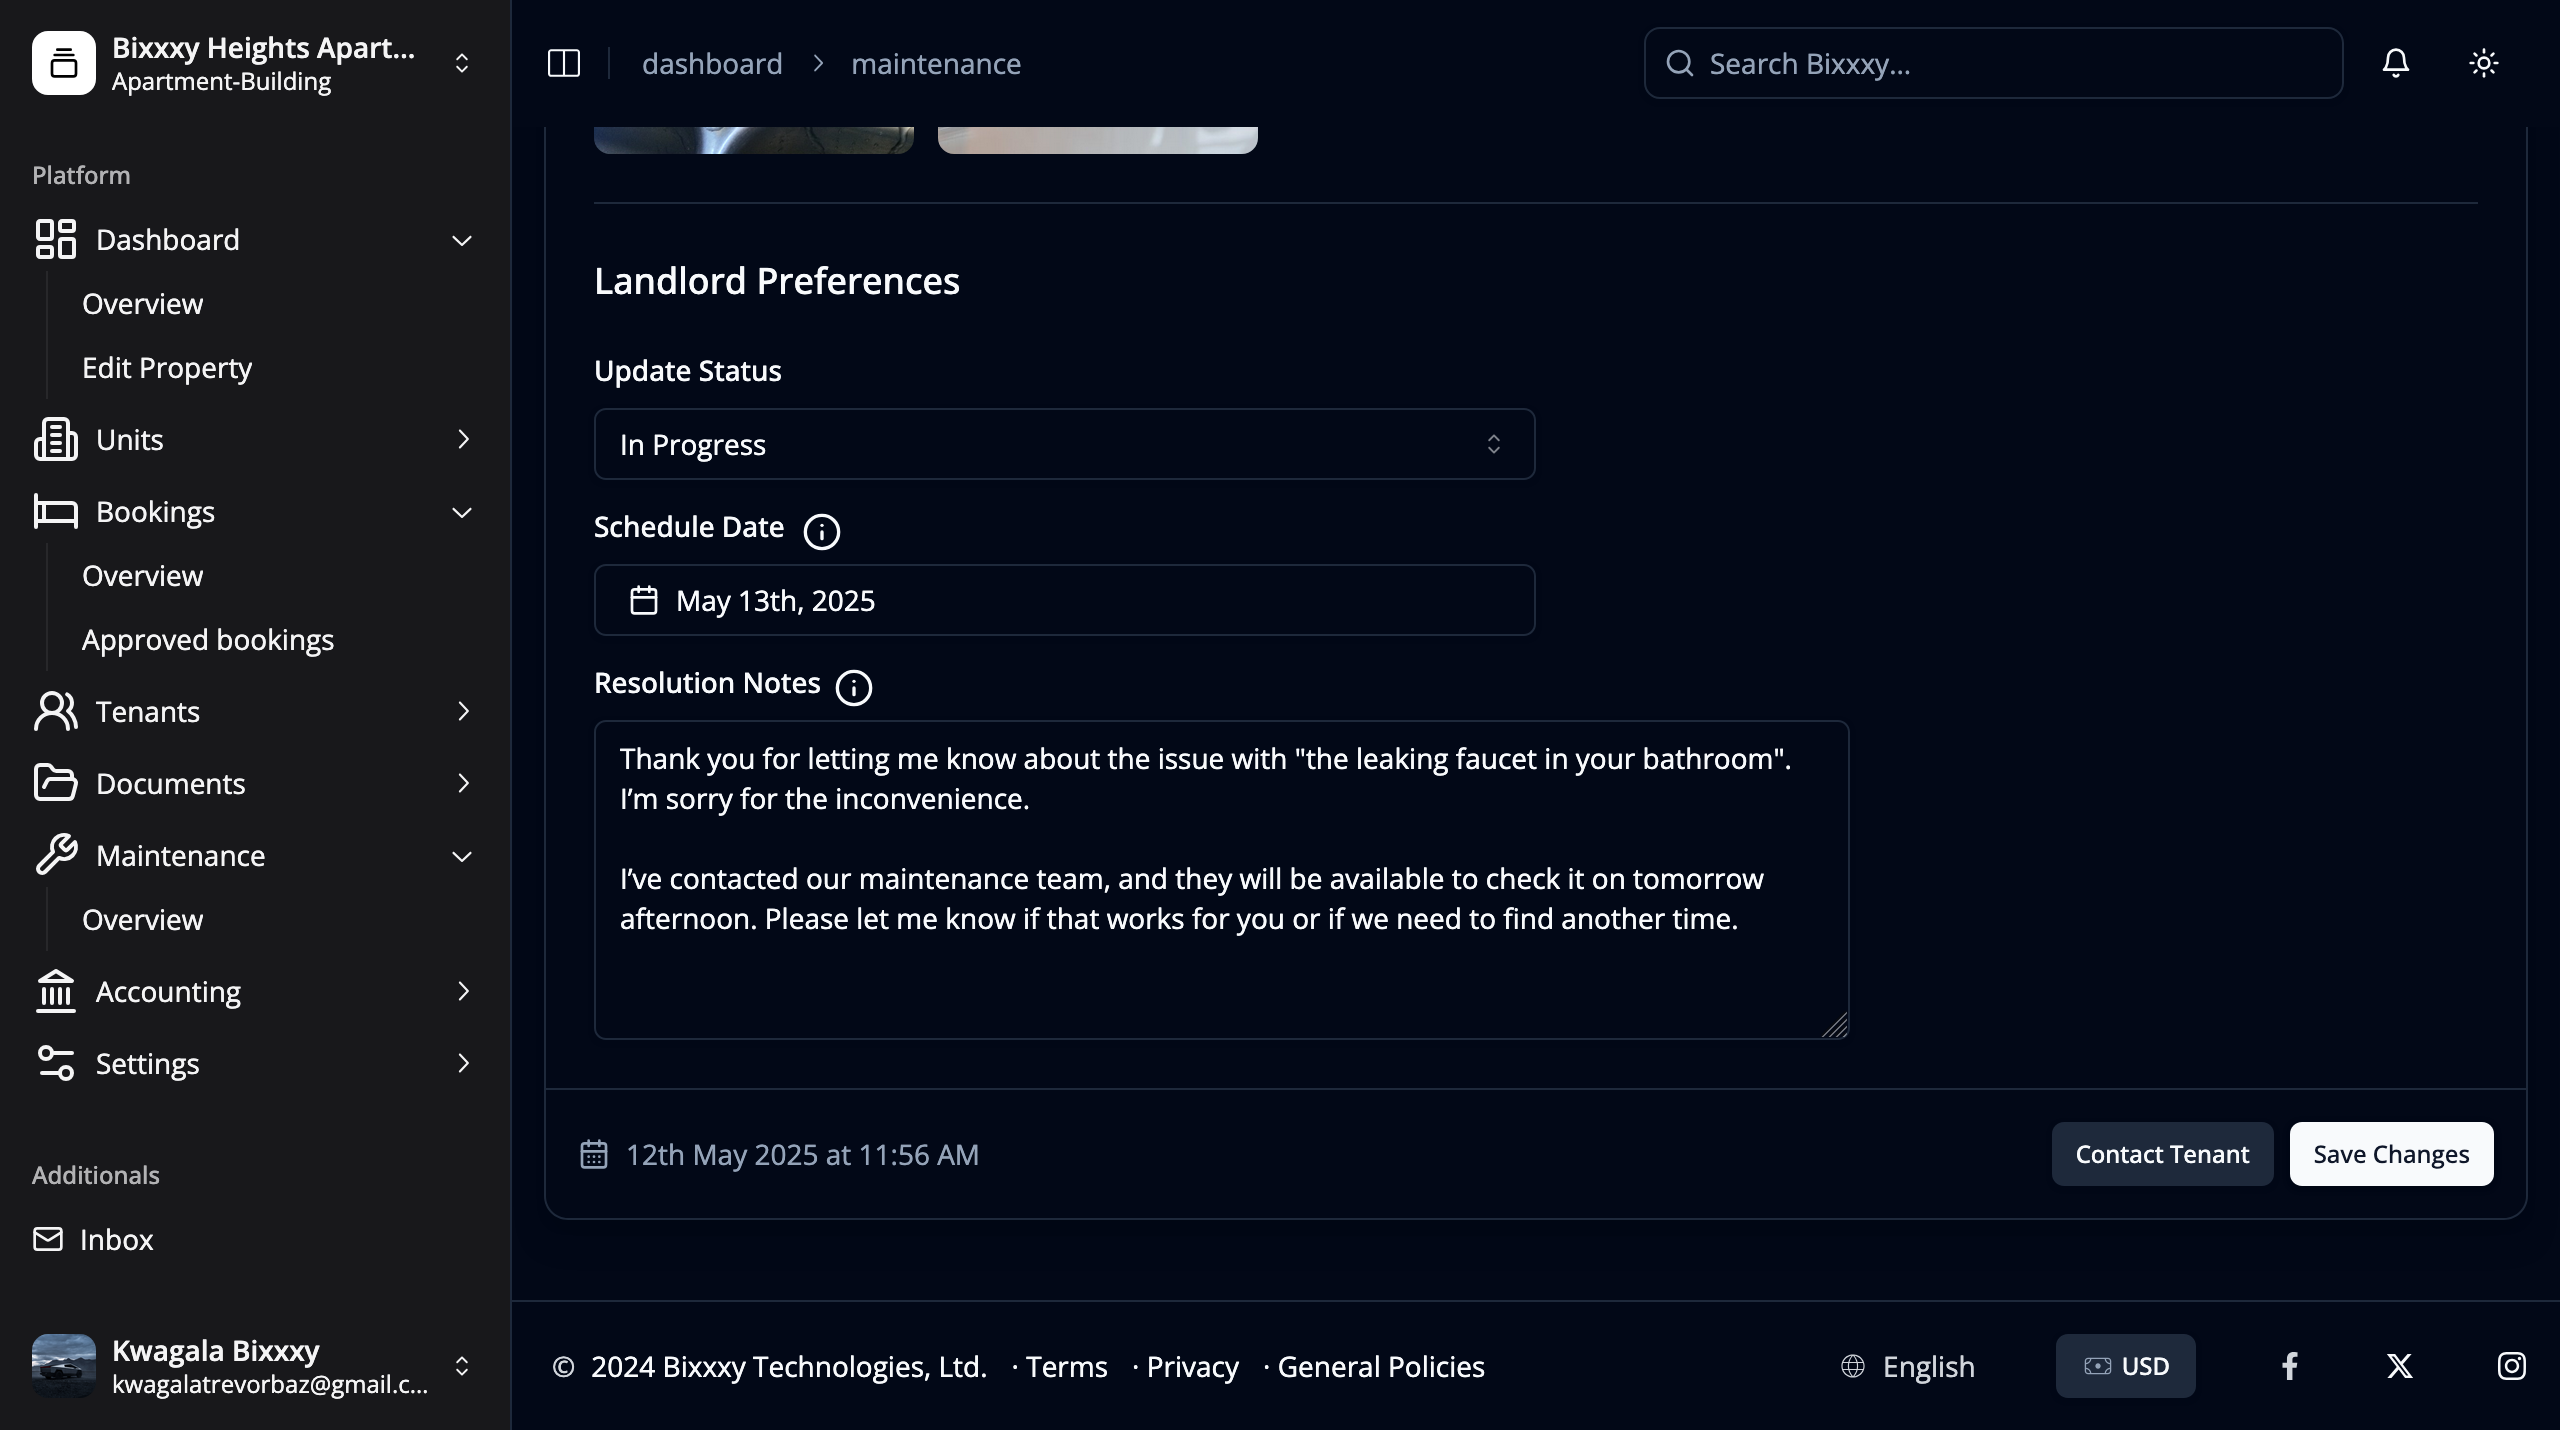 Bixxxy Heights Apart...
Apartment-Building
Platform
Dashboard
Overview
Edit Property
Units
Bookings
Overview
Approved bookings
Tenants
Documents
Maintenance
Overview
Accounting
Settings
Additionals
Inbox
Kwagala Bixxxy
kwagalatrevorbaz@gmail.c...
dashboard > maintenance
Search Bixxxy...
Landlord Preferences
Update Status
In Progress
Schedule Date
May 13th, 2025
Resolution Notes
Thank you for letting me know about the issue with "the leaking faucet in your bathroom".
I’m sorry for the inconvenience.
I’ve contacted our maintenance team, and they will be available to check it on tomorrow
afternoon. Please let me know if that works for you or if we need to find another time.
12th May 2025 at 11:56 AM
Contact Tenant
Save Changes
© 2024 Bixxxy Technologies, Ltd. · Terms · Privacy · General Policies
English
USD